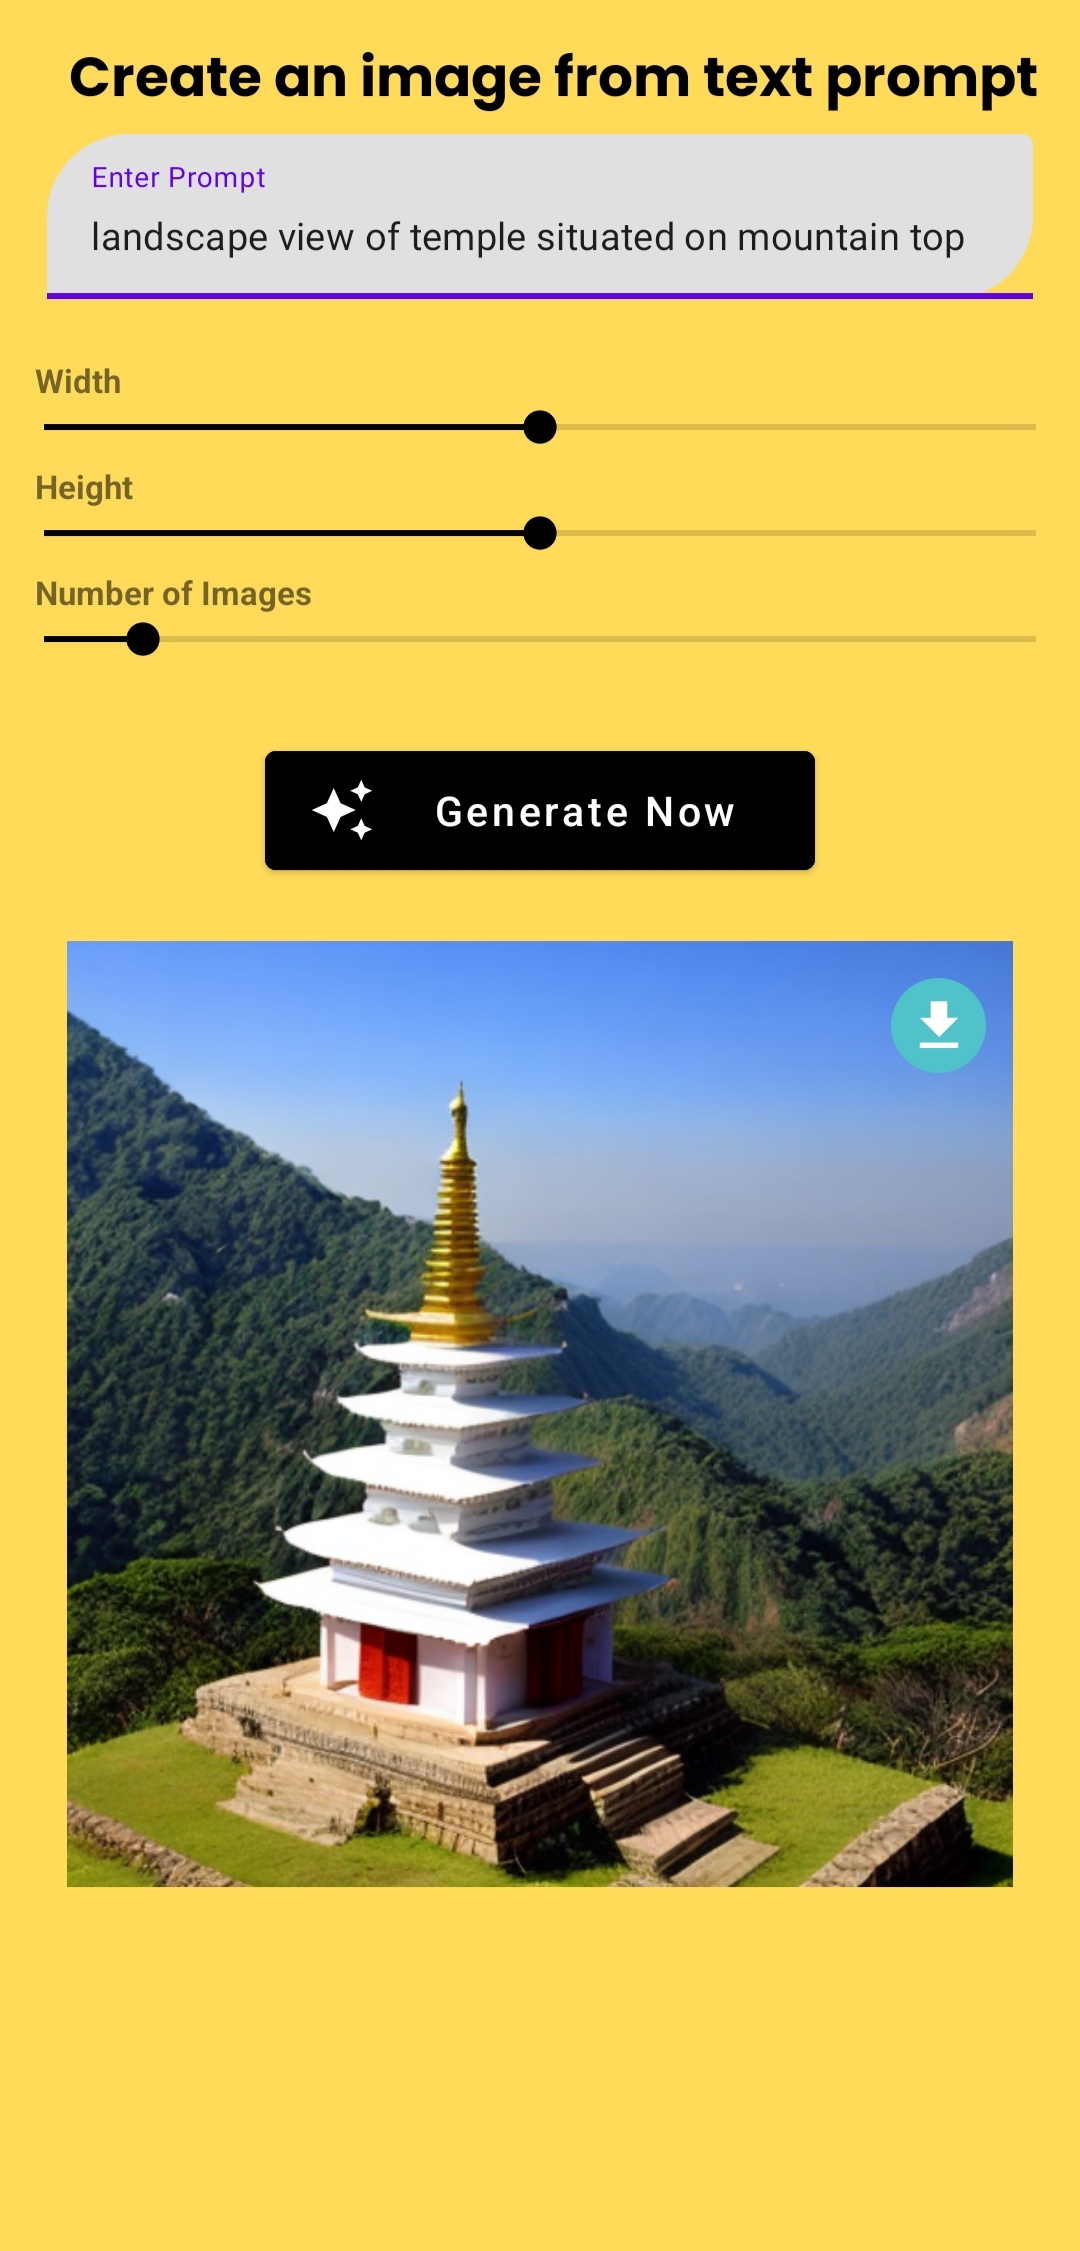 Create an image from text prompt
Enter Prompt
landscape view of temple situated on mountain top
Width
Height
Number of Images
Generate Now